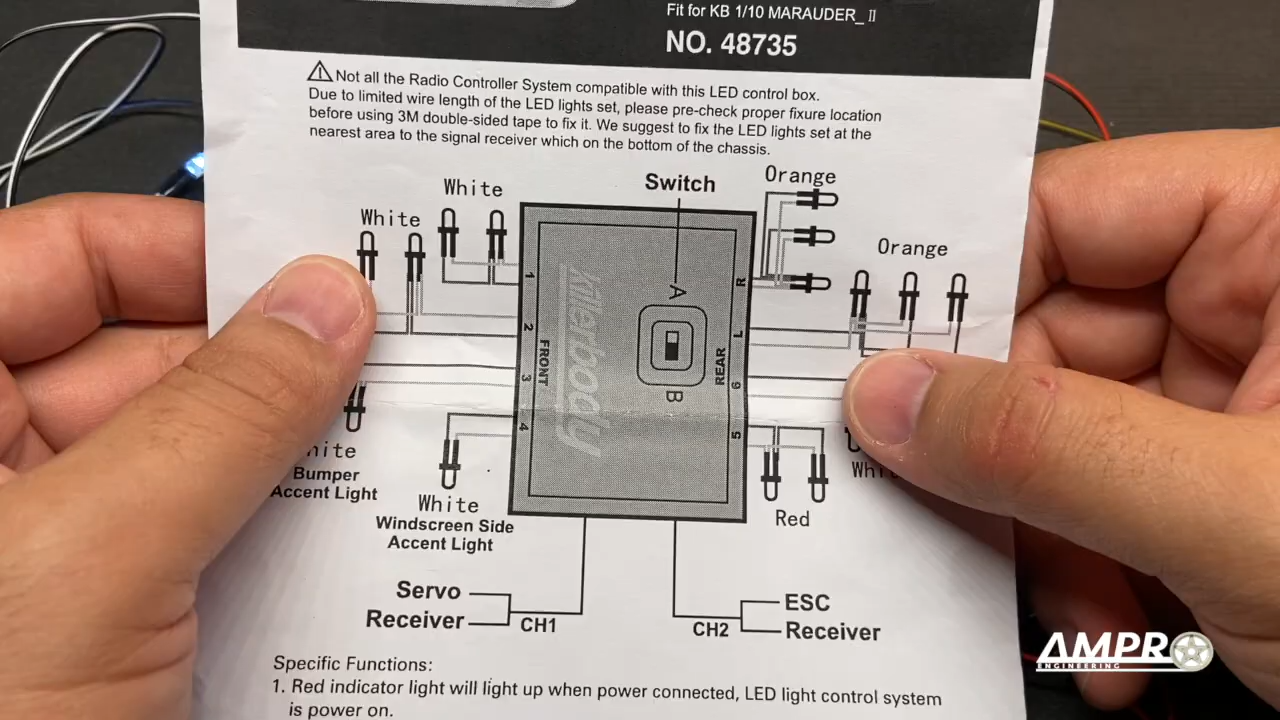 Fit for KB 1/10 MARAUDER_ II
NO. 48735
Not all the Radio Controller System compatible with this LED control box.
Due to limited wire length of the LED lights set, please pre-check proper fixure location
before using 3M double-sided tape to fix it. We suggest to fix the LED lights set at the
nearest area to the signal receiver which on the bottom of the chassis.
White
White
Switch
Orange
Orange
1
2
3
4
FRONT
Killerbody
A
B
REAR
R
L
6
5
Bumper
Accent Light
White
Windscreen Side
Accent Light
Red
Servo
Receiver
CH1
CH2
ESC
Receiver
Specific Functions:
1. Red indicator light will light up when power connected, LED light control system
is power on.
AMPRO
ENGINEERING